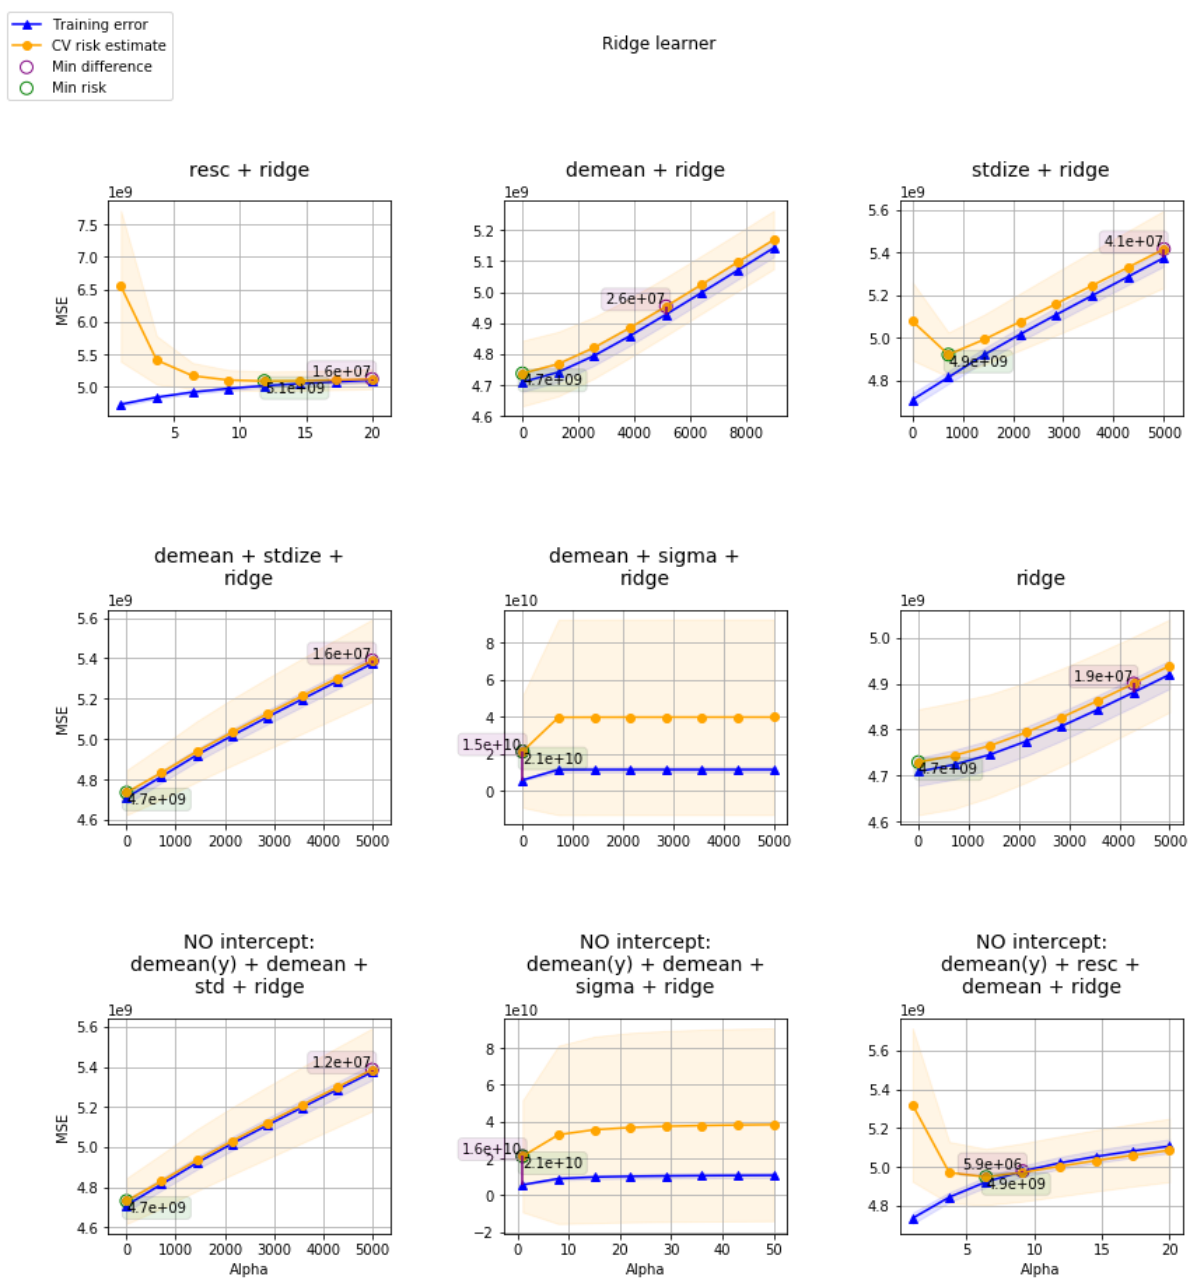 Training error
CV risk estimate
Min difference
Min risk
Ridge learner
resc + ridge
demean + ridge
stdize + ridge
1e9
1e9
1e9
7.5
7.0
6.5
6.0
5.5
5.0
MSE
1.6e+07
5.1e+09
5
10
15
20
5.2
5.1
5.0
4.9
4.8
4.7
4.6
2.6e+07
4.7e+09
0
2000
4000
6000
8000
5.6
5.4
5.2
5.0
4.8
4.1e+07
4.9e+09
0
1000
2000
3000
4000
5000
demean + stdize +
ridge
demean + sigma +
ridge
ridge
1e9
1e10
1e9
5.6
5.4
5.2
5.0
4.8
4.6
MSE
1.6e+07
4.7e+09
0
1000
2000
3000
4000
5000
8
6
4
2
0
1.5e+10
2.1e+10
0
1000
2000
3000
4000
5000
5.0
4.9
4.8
4.7
4.6
1.9e+07
4.7e+09
0
1000
2000
3000
4000
5000
NO intercept:
demean(y) + demean +
std + ridge
NO intercept:
demean(y) + demean +
sigma + ridge
NO intercept:
demean(y) + resc +
demean + ridge
1e9
1e10
1e9
5.6
5.4
5.2
5.0
4.8
4.6
MSE
1.2e+07
4.7e+09
0
1000
2000
3000
4000
5000
Alpha
8
6
4
2
0
−2
1.6e+10
2.1e+10
0
10
20
30
40
50
Alpha
5.6
5.4
5.2
5.0
4.8
5.9e+06
4.9e+09
5
10
15
20
Alpha